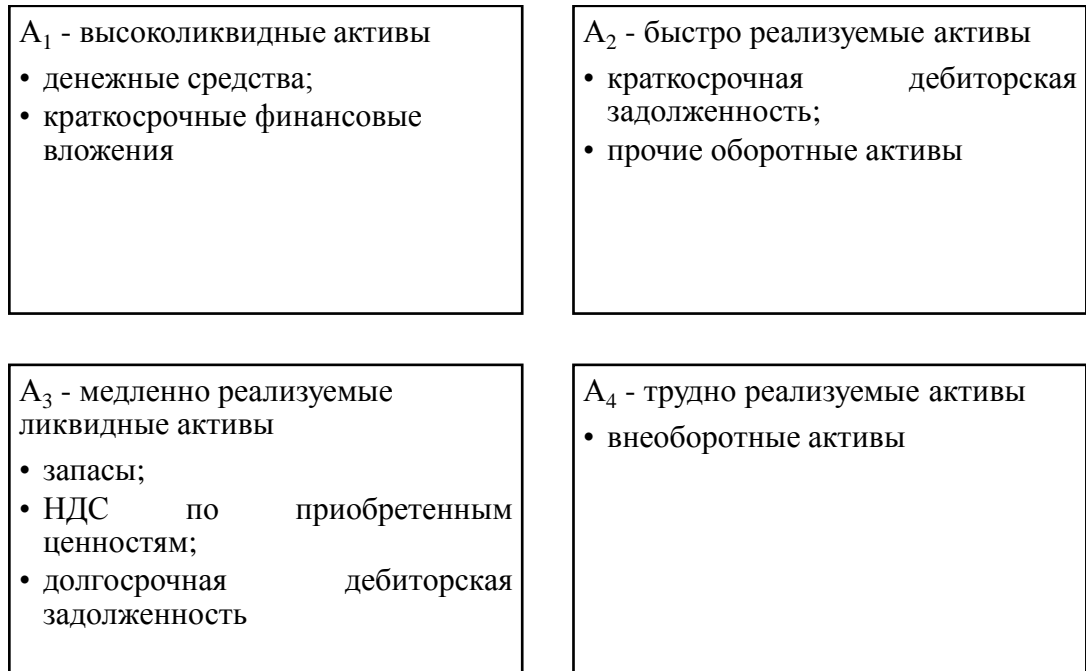 А₁ - высоколиквидные активы
• денежные средства;
• краткосрочные финансовые
вложения
А₂ - быстро реализуемые активы
• краткосрочная дебиторская
задолженность;
• прочие оборотные активы
А₃ - медленно реализуемые
ликвидные активы
• запасы;
• НДС по приобретенным
ценностям;
• долгосрочная дебиторская
задолженность
А₄ - трудно реализуемые активы
• внеоборотные активы